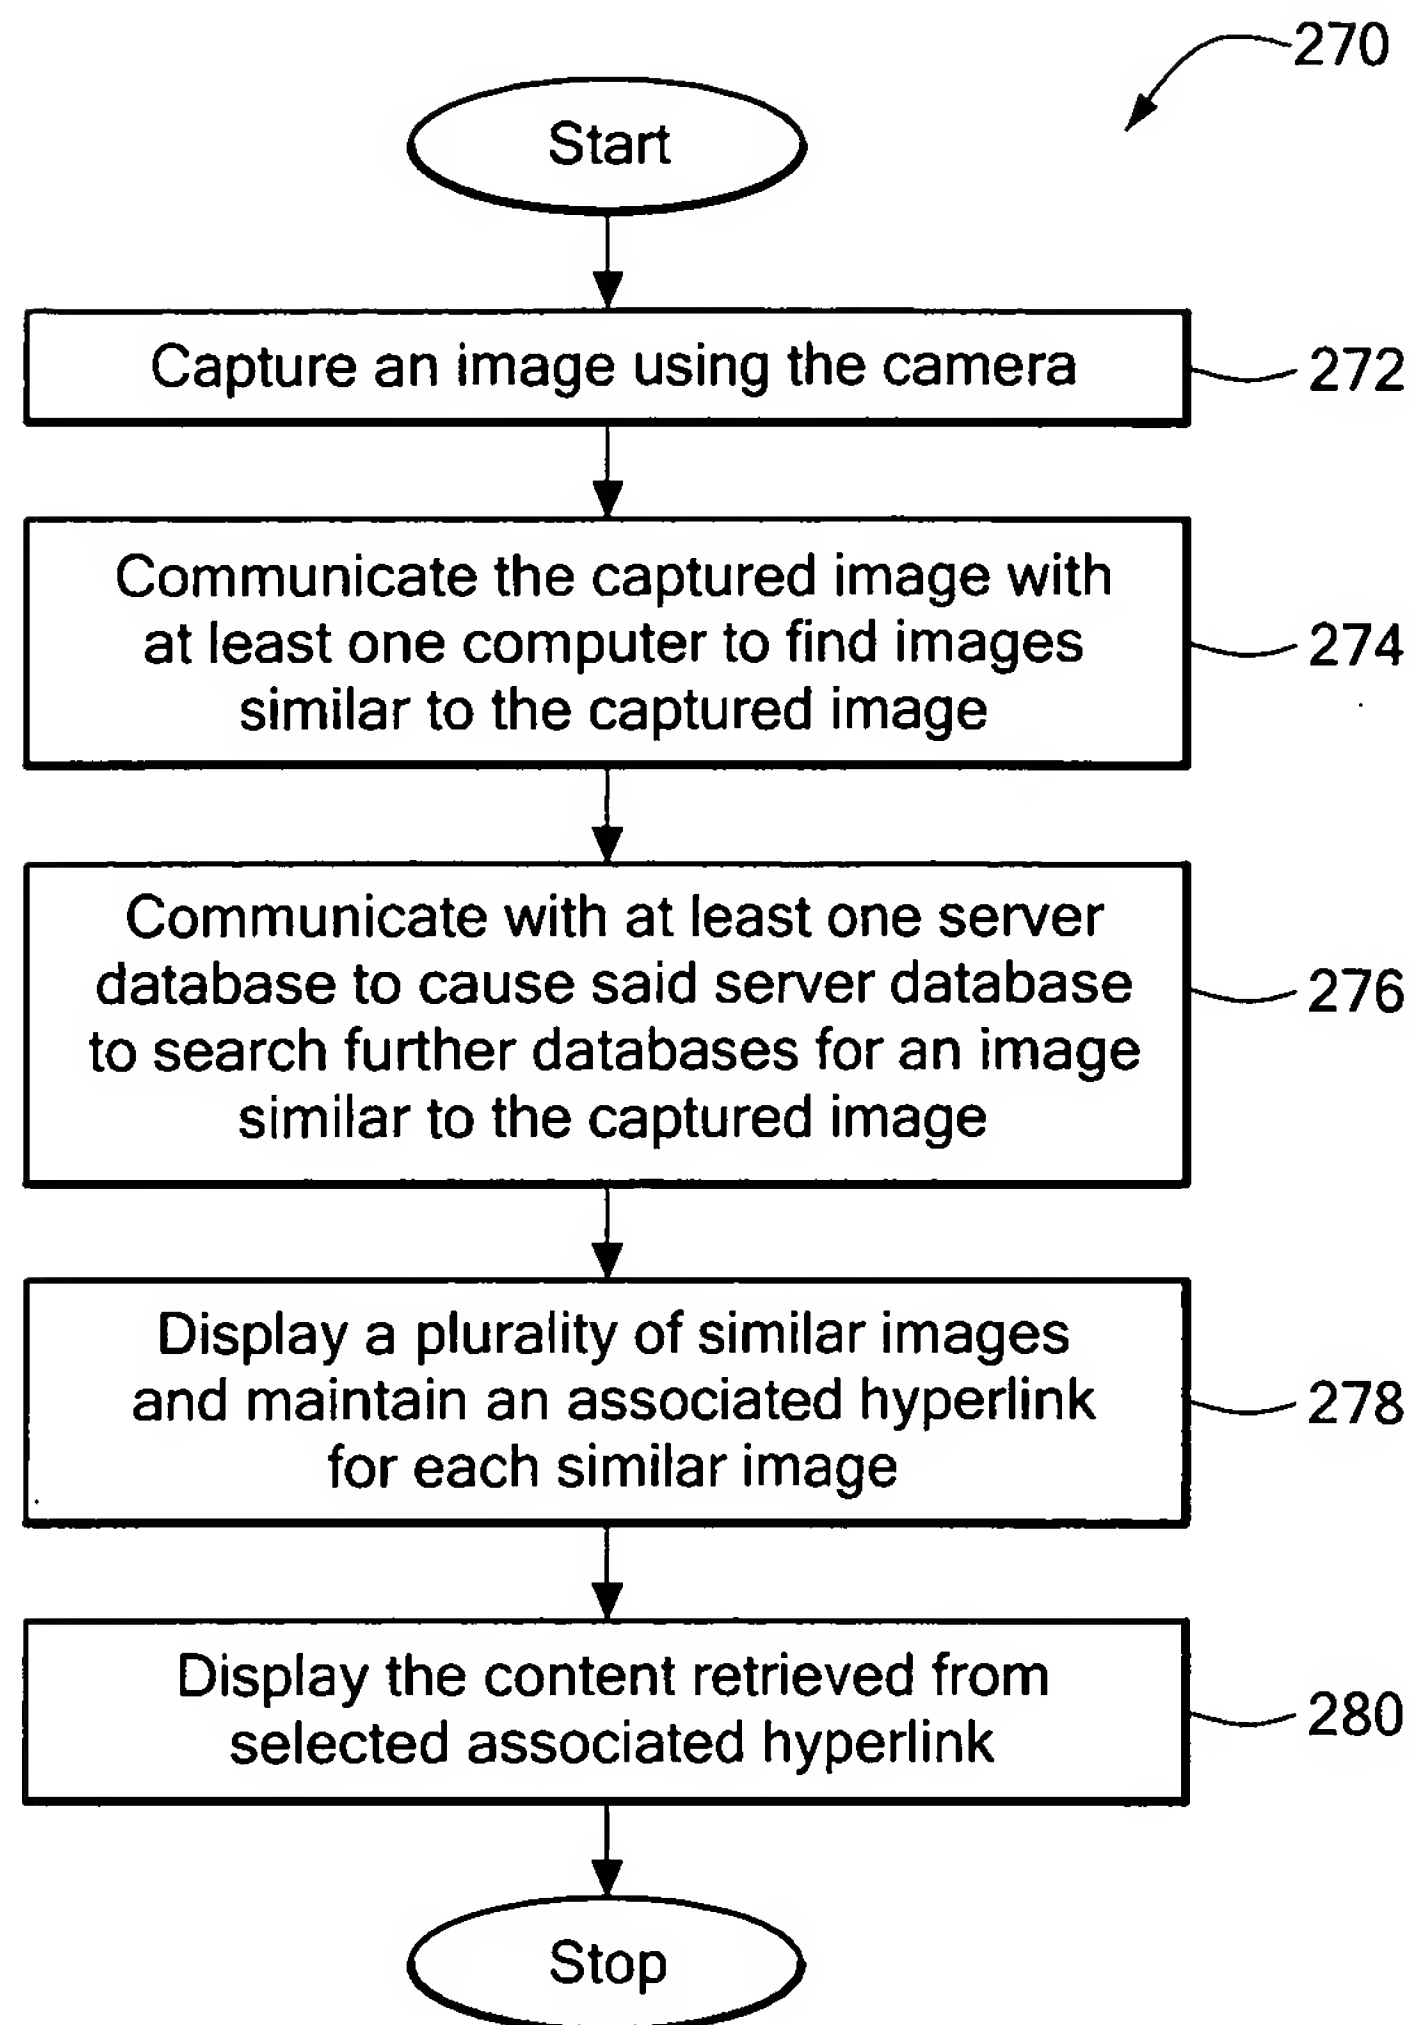 270
Start
Capture an image using the camera
272
Communicate the captured image with
at least one computer to find images
similar to the captured image
274
Communicate with at least one server
database to cause said server database
to search further databases for an image
similar to the captured image
276
Display a plurality of similar images
and maintain an associated hyperlink
for each similar image
278
Display the content retrieved from
selected associated hyperlink
280
Stop